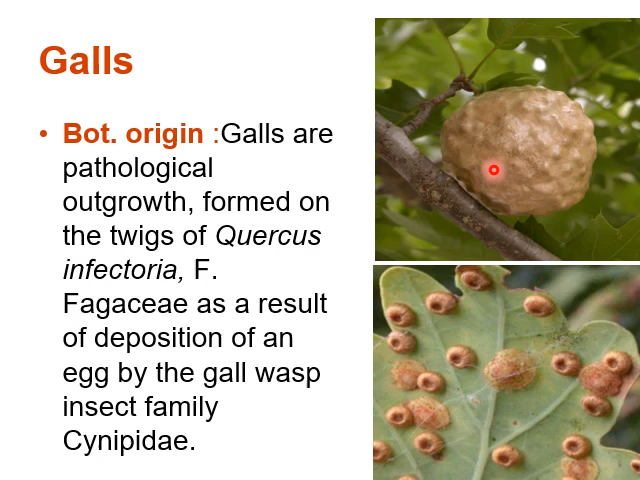 Galls
• Bot. origin :Galls are
pathological
outgrowth, formed on
the twigs of Quercus
infectoria, F.
Fagaceae as a result
of deposition of an
egg by the gall wasp
insect family
Cynipidae.